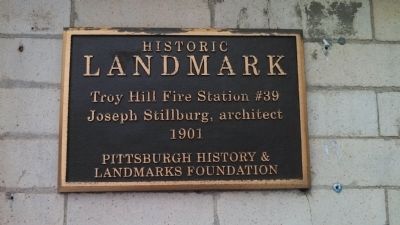 HISTORIC
LANDMARK
Troy Hill Fire Station #39
Joseph Stillburg, architect
1901
PITTSBURGH HISTORY &
LANDMARKS FOUNDATION